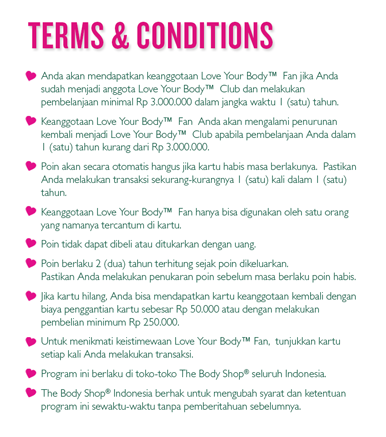 TERMS & CONDITIONS
Anda akan mendapatkan keanggotaan Love Your Body™ Fan jika Anda
sudah menjadi anggota Love Your Body™ Club dan melakukan
pembelanjaan minimal Rp 3.000.000 dalam jangka waktu 1 (satu) tahun.
Keanggotaan Love Your Body™ Fan Anda akan mengalami penurunan
kembali menjadi Love Your Body™ Club apabila pembelanjaan Anda dalam
1 (satu) tahun kurang dari Rp 3.000.000.
Poin akan secara otomatis hangus jika kartu habis masa berlakunya. Pastikan
Anda melakukan transaksi sekurang-kurangnya 1 (satu) kali dalam 1 (satu)
tahun.
Keanggotaan Love Your Body™ Fan hanya bisa digunakan oleh satu orang
yang namanya tercantum di kartu.
Poin tidak dapat dibeli atau ditukarkan dengan uang.
Poin berlaku 2 (dua) tahun terhitung sejak poin dikeluarkan.
Pastikan Anda melakukan penukaran poin sebelum masa berlaku poin habis.
Jika kartu hilang, Anda bisa mendapatkan kartu keanggotaan kembali dengan
biaya penggantian kartu sebesar Rp 50.000 atau dengan melakukan
pembelian minimum Rp 250.000.
Untuk menikmati keistimewaan Love Your Body™ Fan, tunjukkan kartu
setiap kali Anda melakukan transaksi.
Program ini berlaku di toko-toko The Body Shop® seluruh Indonesia.
The Body Shop® Indonesia berhak untuk mengubah syarat dan ketentuan
program ini sewaktu-waktu tanpa pemberitahuan sebelumnya.